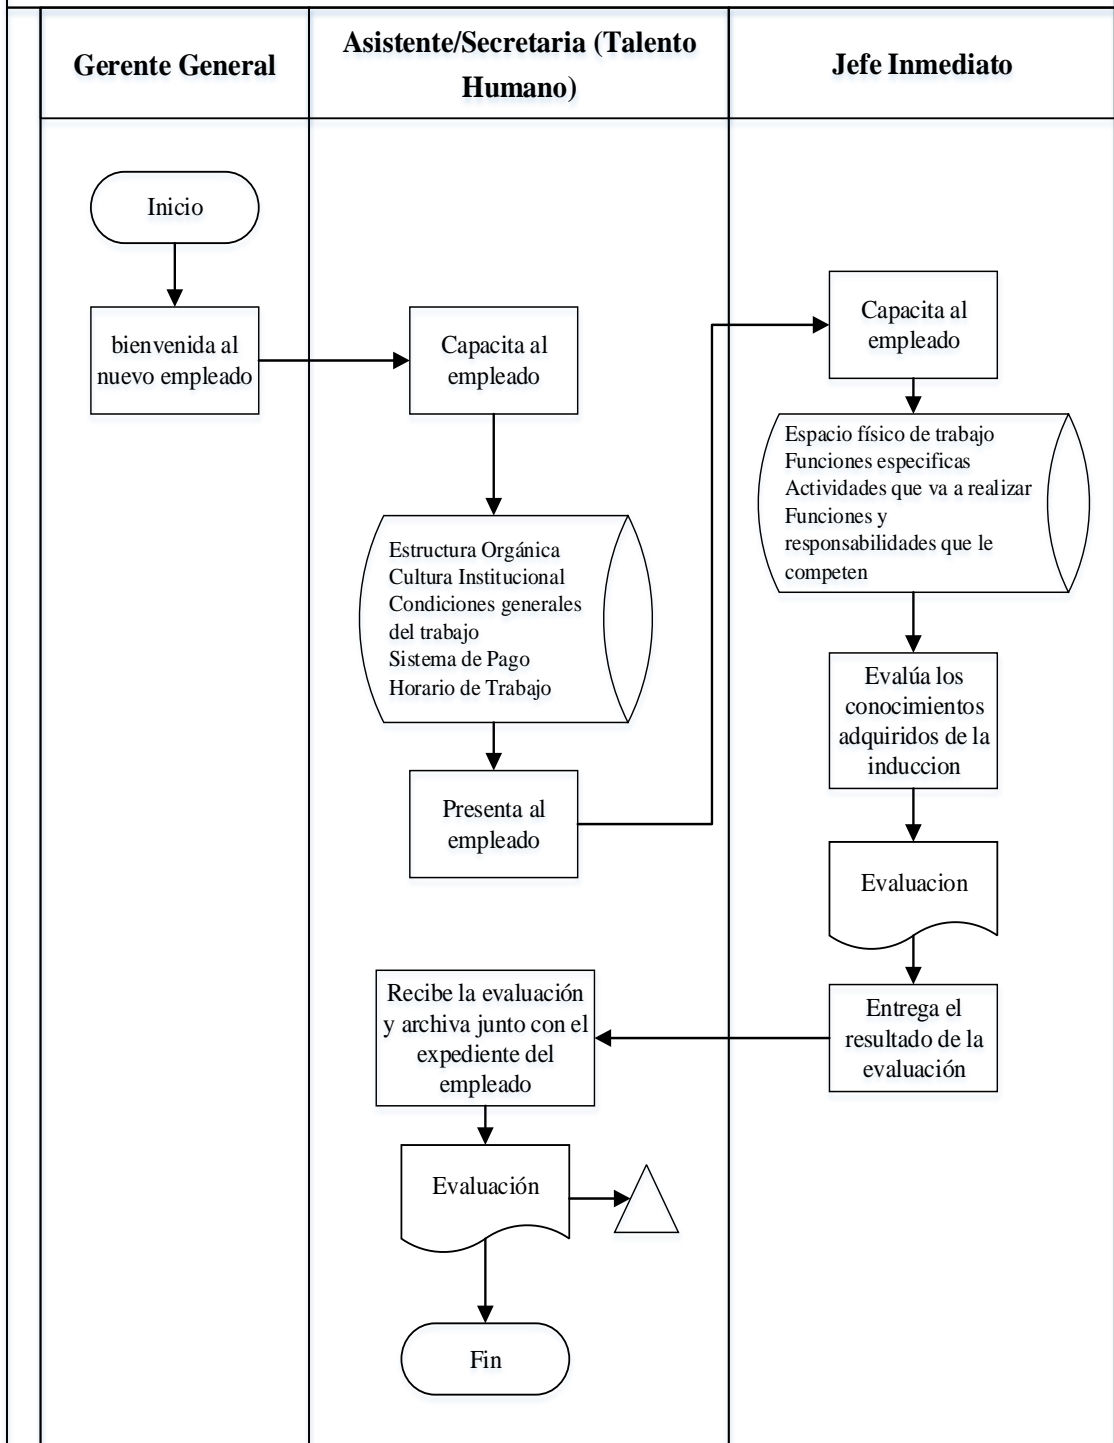 Gerente General
Asistente/Secretaria (Talento
Humano)
Jefe Inmediato
Inicio
bienvenida al
nuevo empleado
Capacita al
empleado
Estructura Orgánica
Cultura Institucional
Condiciones generales
del trabajo
Sistema de Pago
Horario de Trabajo
Presenta al
empleado
Capacita al
empleado
Espacio físico de trabajo
Funciones especificas
Actividades que va a realizar
Funciones y
responsabilidades que le
competen
Evalúa los
conocimientos
adquiridos de la
induccion
Evaluacion
Entrega el
resultado de la
evaluación
Recibe la evaluación
y archiva junto con el
expediente del
empleado
Evaluación
Fin